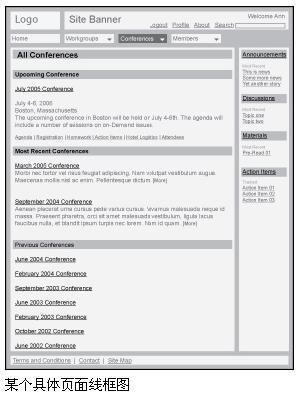 Logo
Site Banner
Welcome Ann
Logout Profile About Search
Home
Workgroups
Conferences
Members
All Conferences
Upcoming Conference
July 2005 Conference
July 4-6, 2006
Boston, Massachusetts
The upcoming conference in Boston will be held or July 4-6th. The agenda will
include a number of sessions on on-Demand issues.
Agenda | Registration | Homework | Action Items | Hotel Logistics | Attendees
Most Recent Conferences
March 2005 Conference
Morbi nec tortor vel risus feugiat adipiscing. Nam volutpat vestibulum augue.
Maecenas mollis nisl ac enim. Pellentesque dictum [More]
September 2004 Conference
Aenean placerat urna cursus pede varius cursus. Vivamus malesuada neque id
massa. Praesent pharetra, orci sit amet malesuada vestibulum, ligula lacus
faucibus nulla, et blandit ipsum turpis nec lorem. Nam id quam. [More]
Previous Conferences
June 2004 Conference
February 2004 Conference
September 2003 Conference
June 2003 Conference
February 2003 Conference
October 2002 Conference
June 2002 Conference
Announcements
Most Recent
This is news
Some more news
Yet another story
Discussions
Most Recent
Topic one
Topic two
Materials
Most Recent
Pre-Read 01
Action Items
Action Item 01
Action Item 02
Action Item 03
Terms and Conditions | Contact | Site Map
某个具体页面线框图